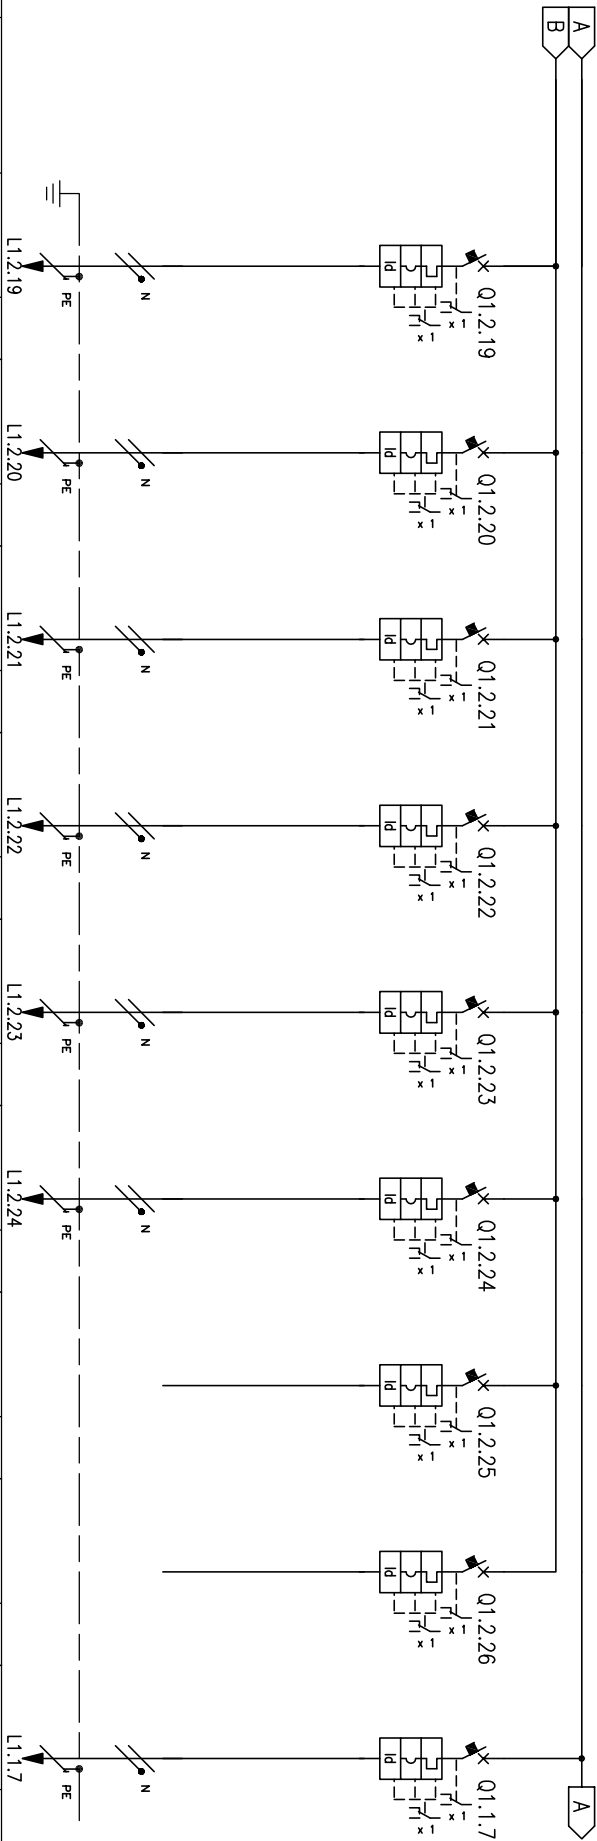 A
B
Q1.2.19
x 1
x 1
Id
N
PE
L1.2.19
Q1.2.20
x 1
x 1
Id
N
PE
L1.2.20
Q1.2.21
x 1
x 1
Id
N
PE
L1.2.21
Q1.2.22
x 1
x 1
Id
N
PE
L1.2.22
Q1.2.23
x 1
x 1
Id
N
PE
L1.2.23
Q1.2.24
x 1
x 1
Id
N
PE
L1.2.24
Q1.2.25
x 1
x 1
Id
Q1.2.26
x 1
x 1
Id
A
Q1.1.7
x 1
x 1
Id
N
PE
L1.1.7